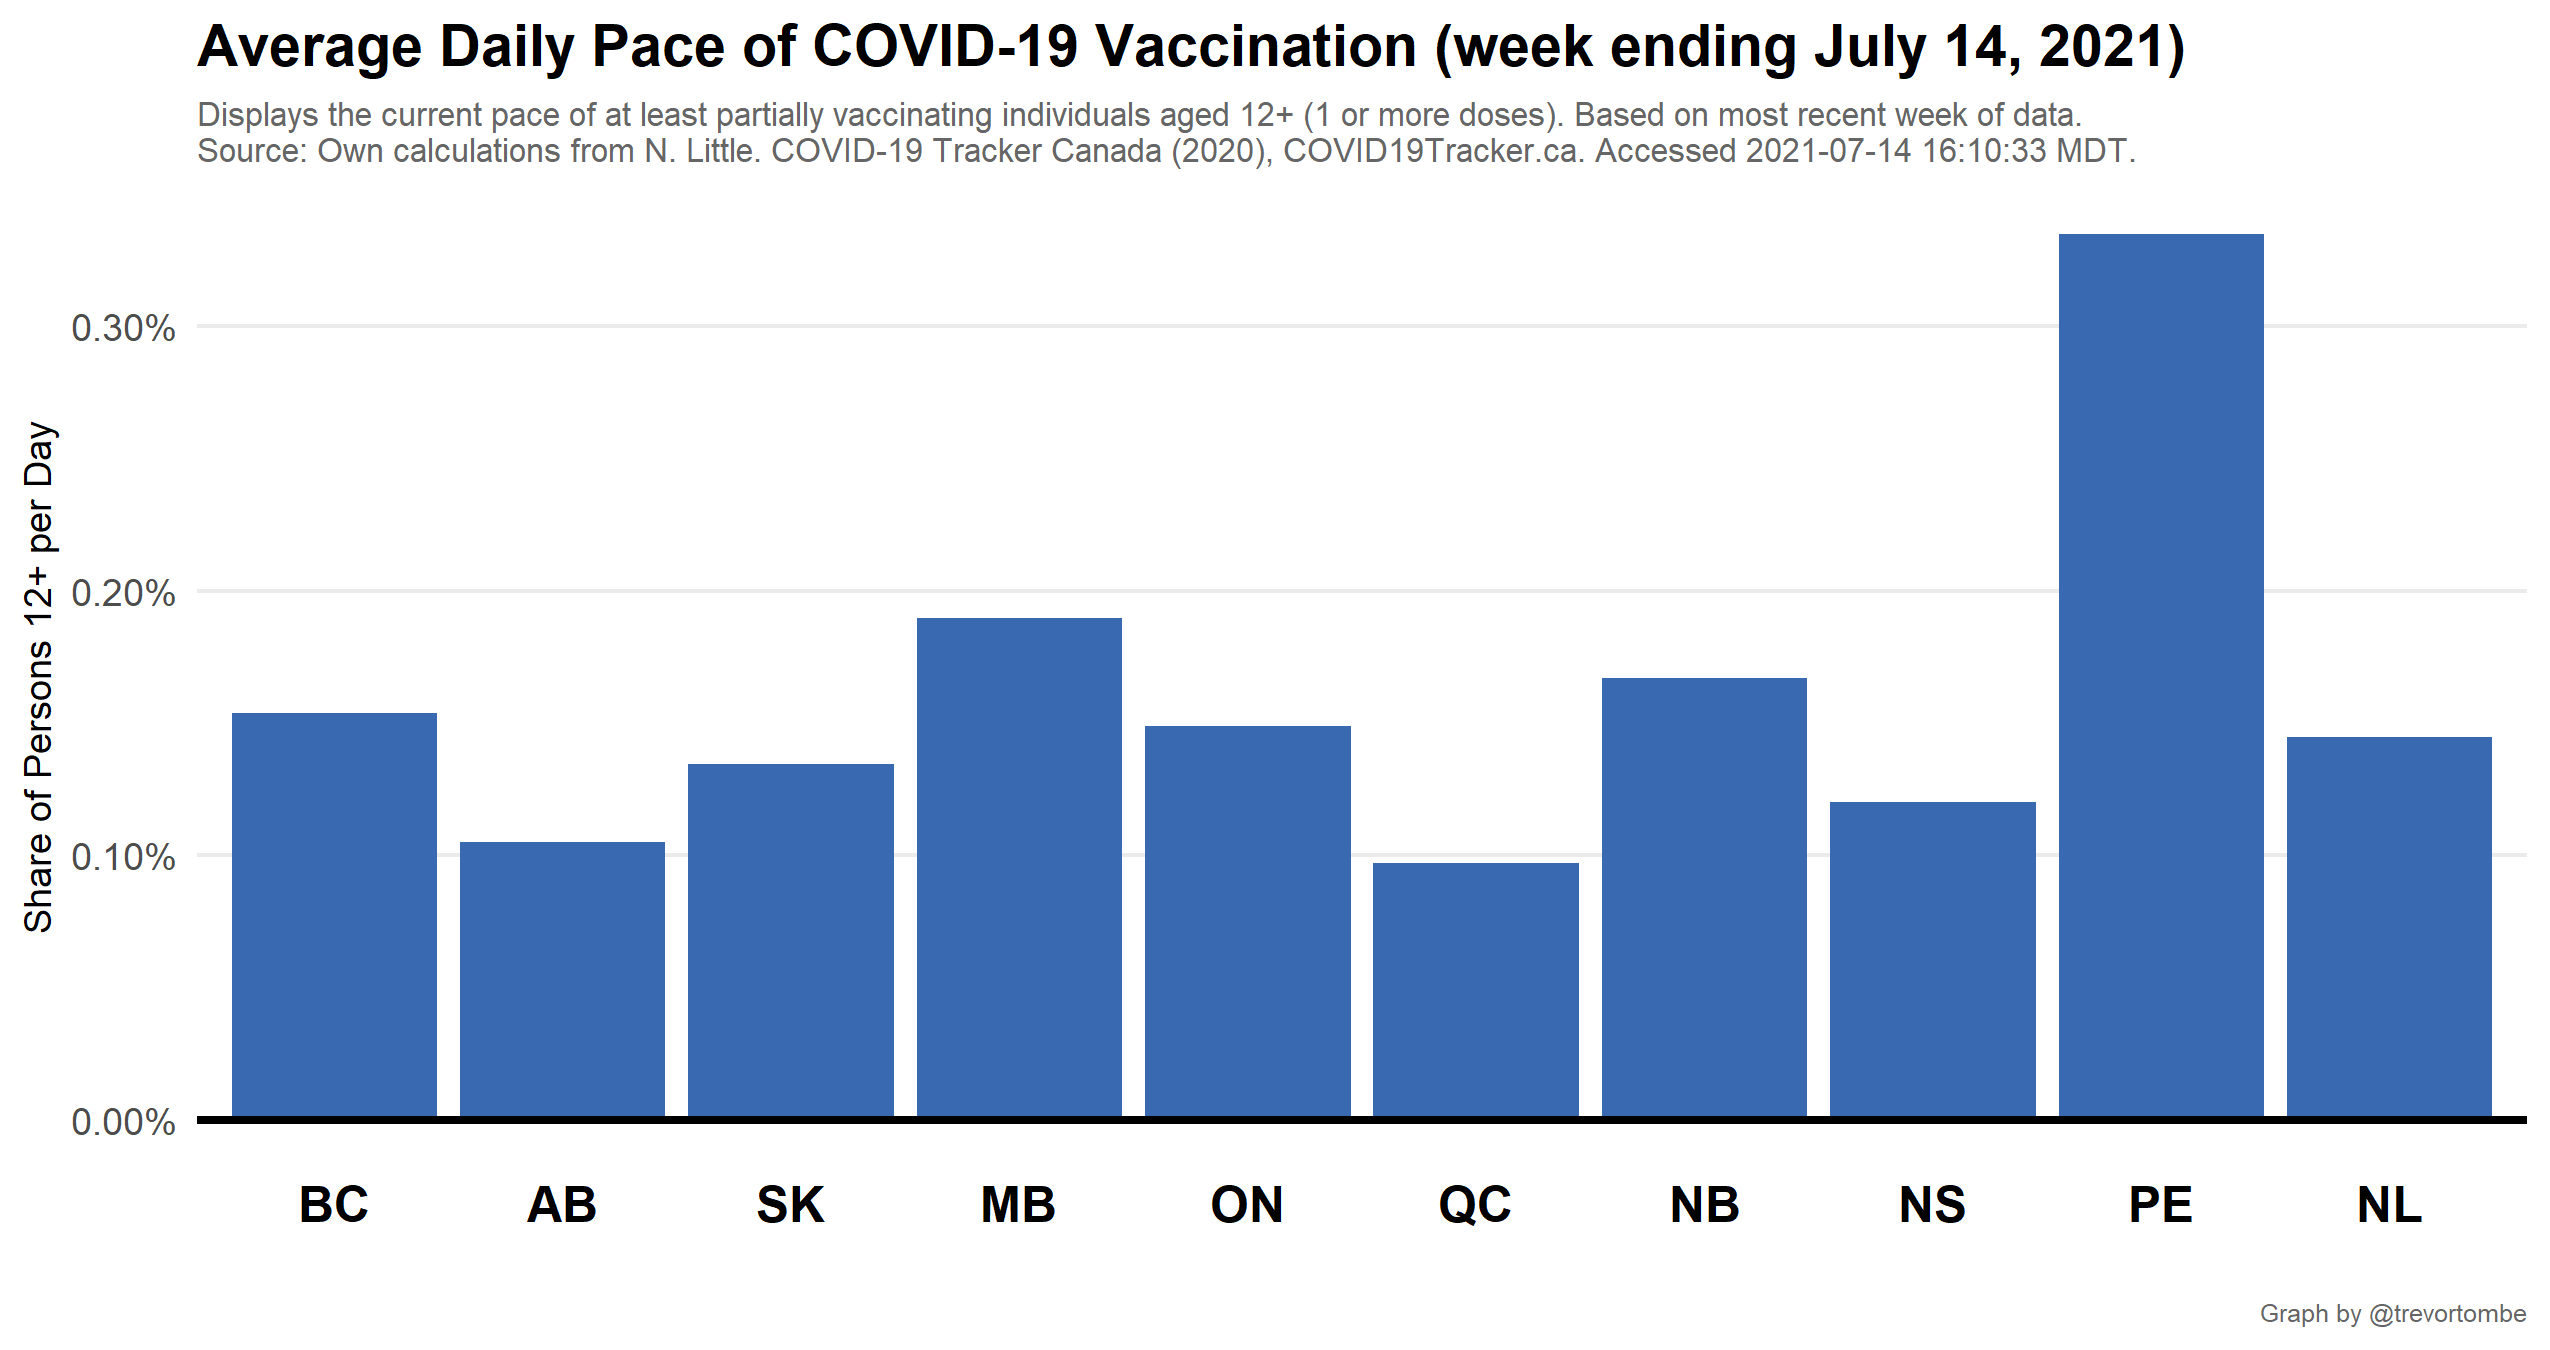 Average Daily Pace of COVID-19 Vaccination (week ending July 14, 2021)
Displays the current pace of at least partially vaccinating individuals aged 12+ (1 or more doses). Based on most recent week of data.
Source: Own calculations from N. Little. COVID-19 Tracker Canada (2020), COVID19Tracker.ca. Accessed 2021-07-14 16:10:33 MDT.
Share of Persons 12+ per Day
0.30%
0.20%
0.10%
0.00%
BC AB SK MB ON QC NB NS PE NL
Graph by @trevortombe